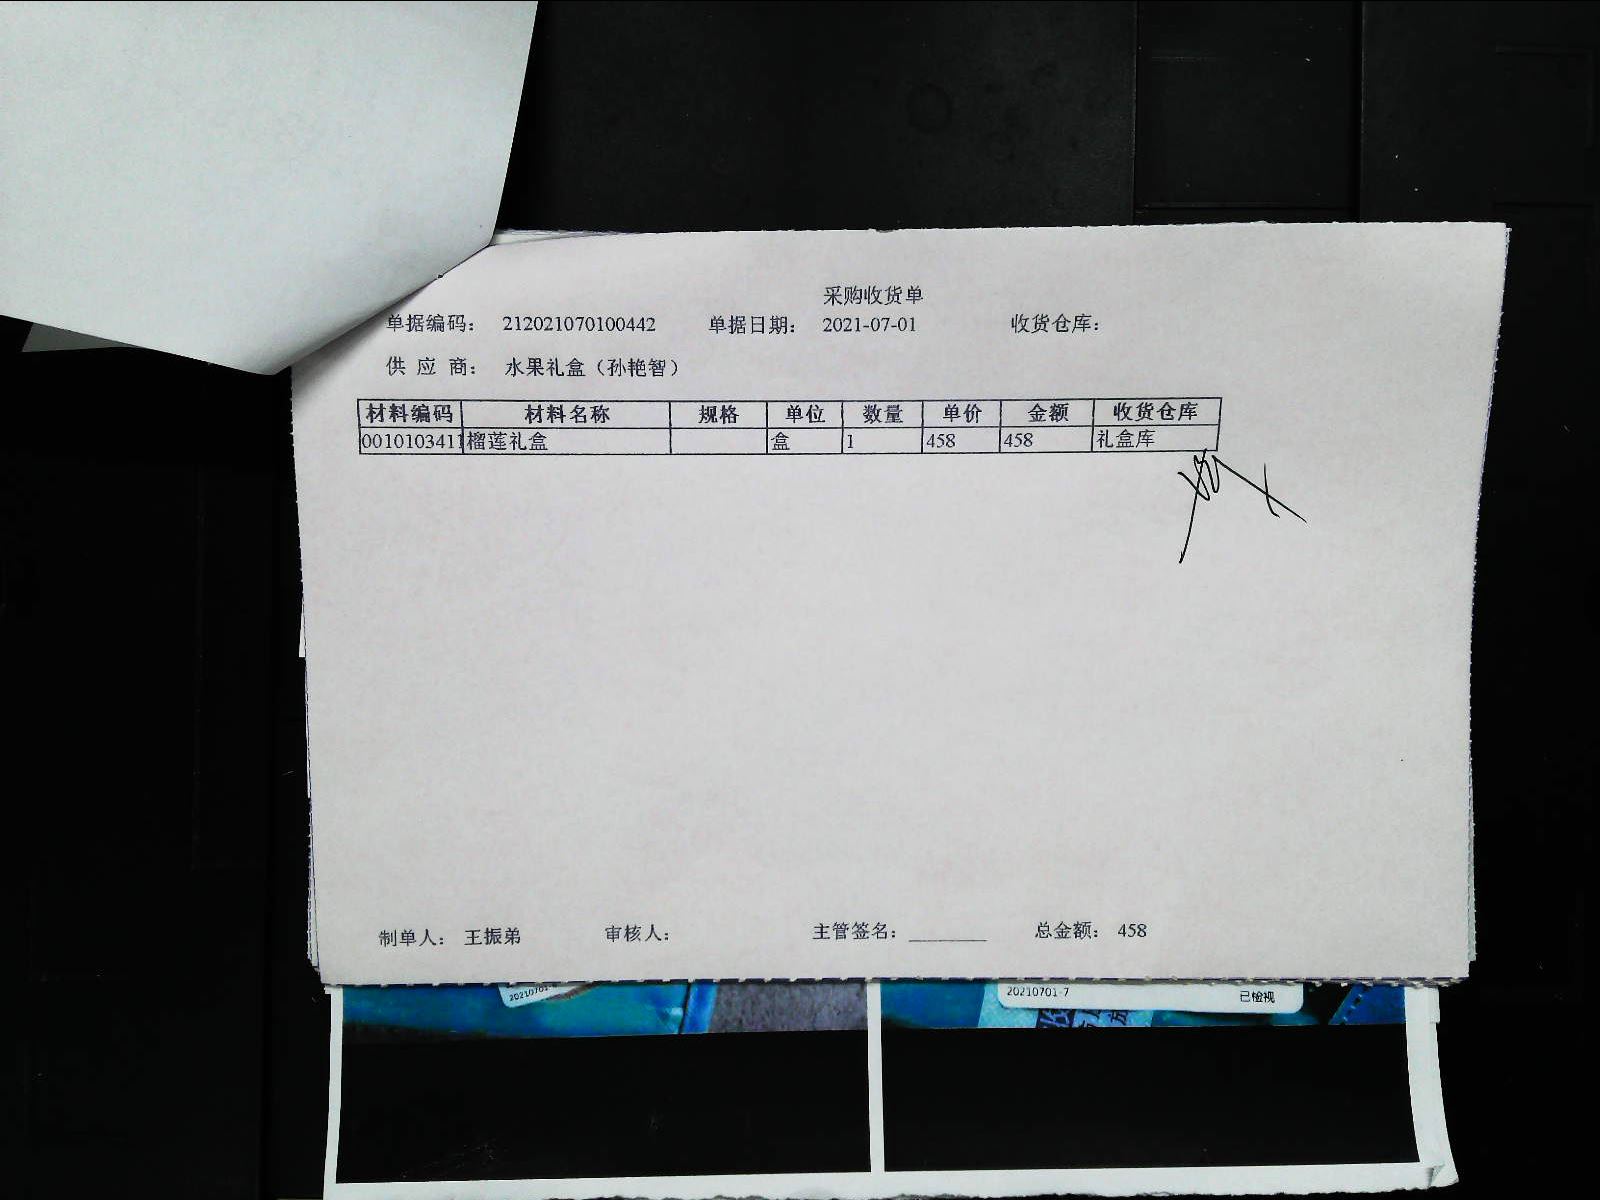 采购收货单
单据编码： 212021070100442 单据日期： 2021-07-01 收货仓库：
供 应 商： 水果礼盒（孙艳智）
材料编码 材料名称 规格 单位 数量 单价 金额 收货仓库
0010103411 榴莲礼盒 盒 1 458 458 礼盒库
制单人： 王振弟 审核人： 主管签名： ________ 总金额： 458
20210701-7 已检视